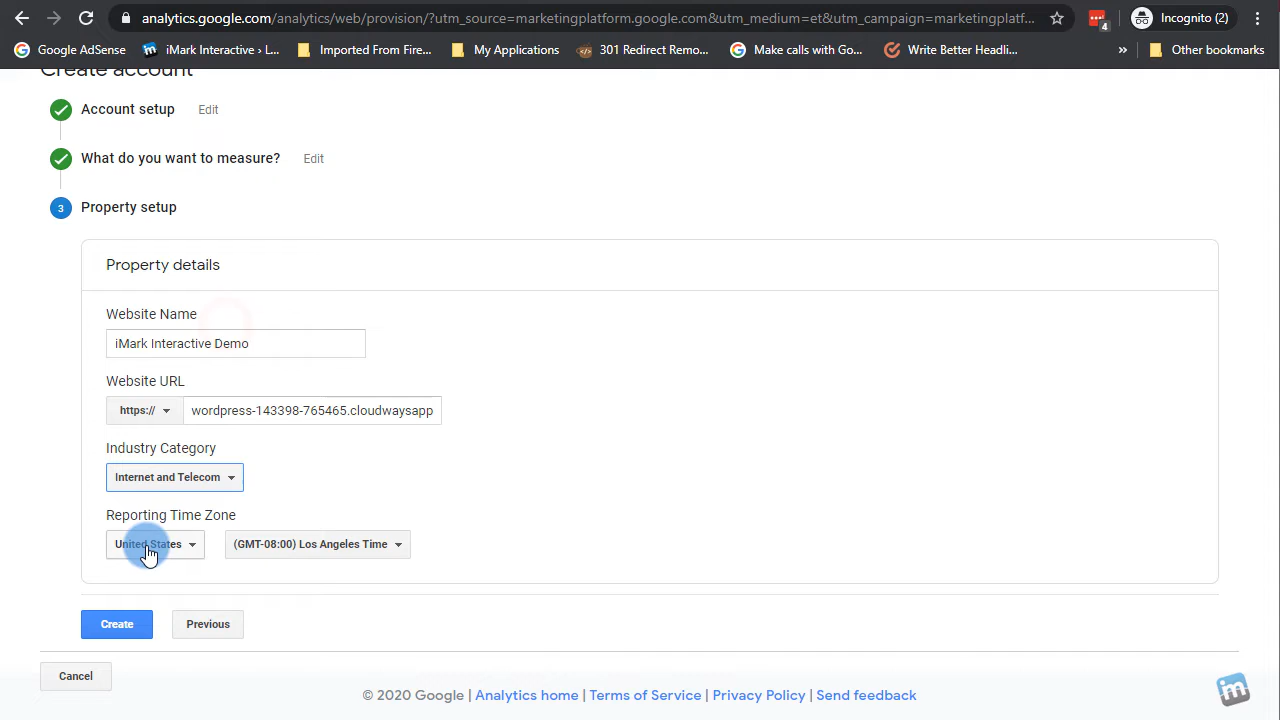 analytics.google.com/analytics/web/provision/?utm_source=marketingplatform.google.com&utm_medium=et&utm_campaign=marketingplatf...
4
Incognito (2)
Google AdSense
iMark Interactive › L...
Imported From Fire...
My Applications
301 Redirect Remo...
Make calls with Go...
Write Better Headli...
»
Other bookmarks
Create account
Account setup Edit
What do you want to measure? Edit
3 Property setup
Property details
Website Name
iMark Interactive Demo
Website URL
https:// wordpress-143398-765465.cloudwaysapp
Industry Category
Internet and Telecom
Reporting Time Zone
United States (GMT-08:00) Los Angeles Time
Create Previous
Cancel
© 2020 Google | Analytics home | Terms of Service | Privacy Policy | Send feedback
im